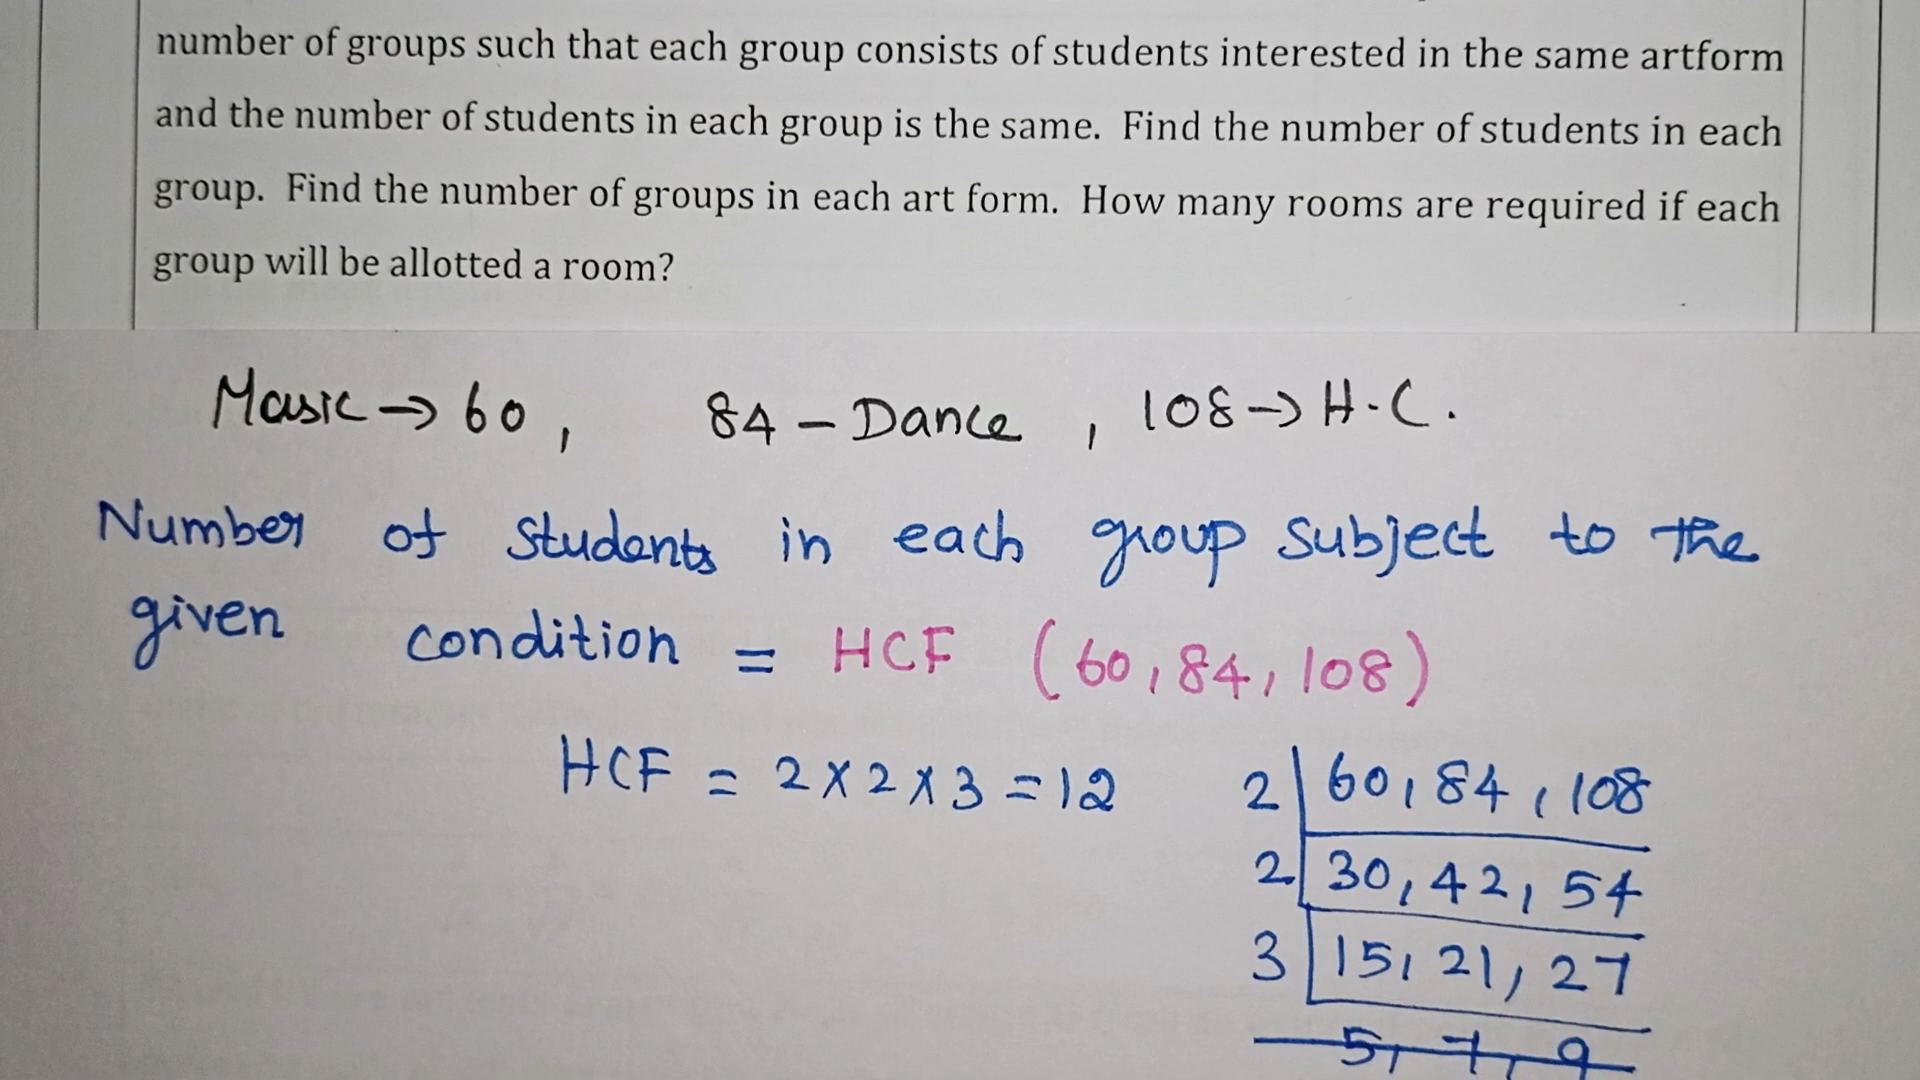 number of groups such that each group consists of students interested in the same artform
and the number of students in each group is the same. Find the number of students in each
group. Find the number of groups in each art form. How many rooms are required if each
group will be allotted a room?
Music → 60, 84 – Dance, 108 → H.C.
Number of students in each group subject to the
given condition = HCF (60, 84, 108)
HCF = 2 × 2 × 3 = 12
2 | 60, 84, 108
2 | 30, 42, 54
3 | 15, 21, 27
5, 7, 9